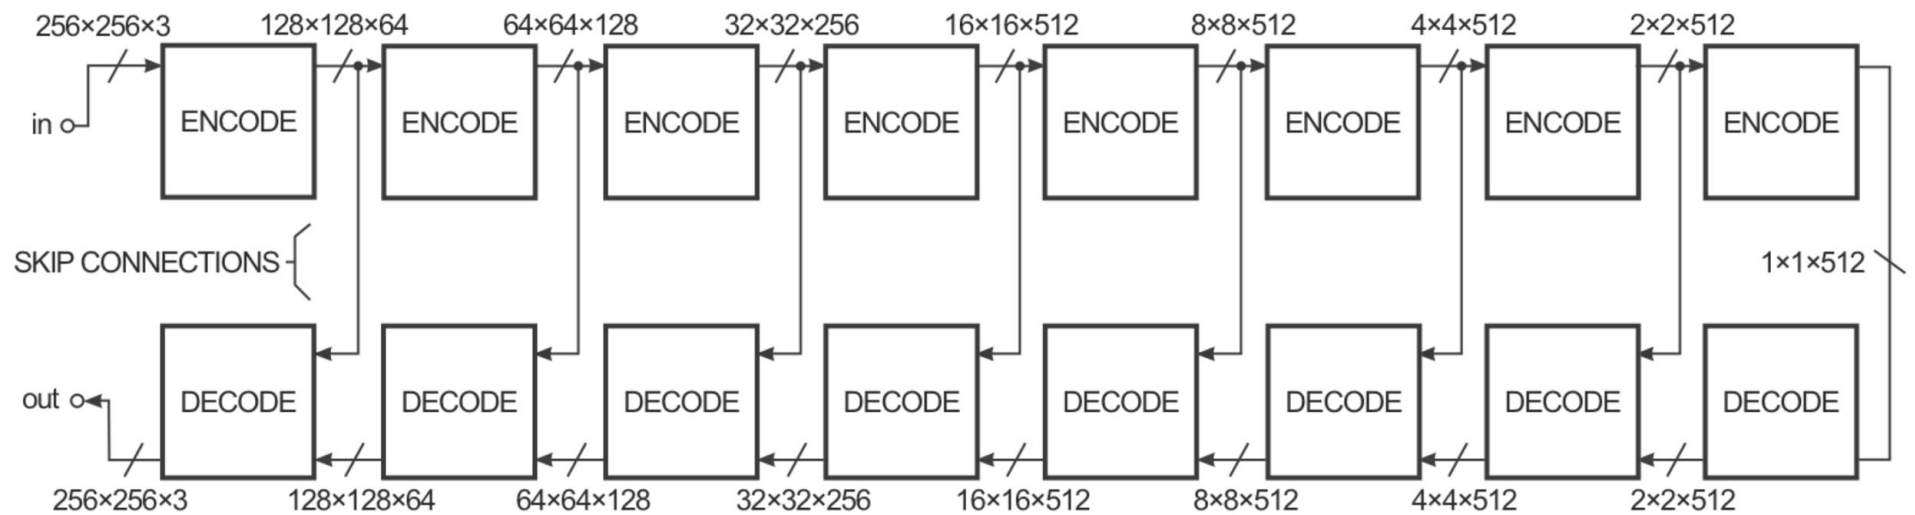 256×256×3 128×128×64 64×64×128 32×32×256 16×16×512 8×8×512 4×4×512 2×2×512
in ENCODE ENCODE ENCODE ENCODE ENCODE ENCODE ENCODE ENCODE
SKIP CONNECTIONS 1×1×512
out DECODE DECODE DECODE DECODE DECODE DECODE DECODE DECODE
256×256×3 128×128×64 64×64×128 32×32×256 16×16×512 8×8×512 4×4×512 2×2×512